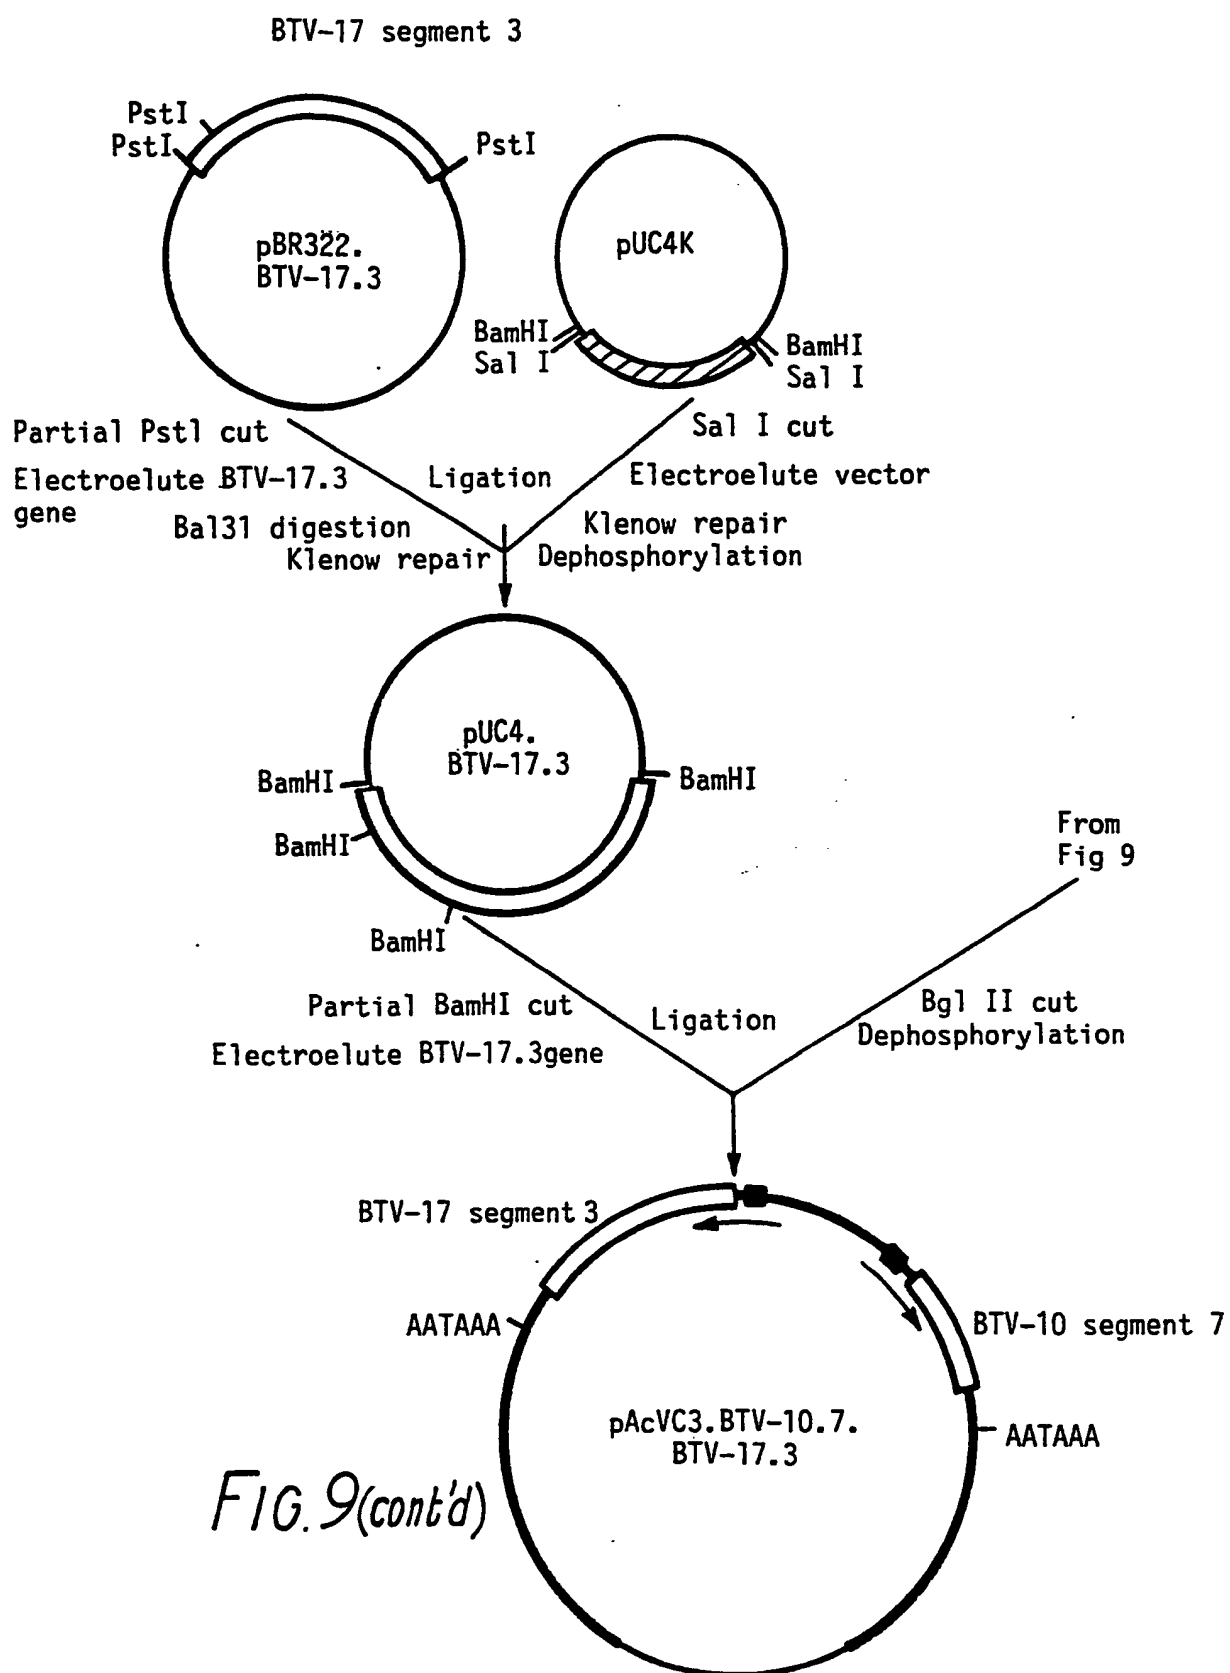 BTV-17 segment 3
PstI
PstI
PstI
pBR322.
BTV-17.3
pUC4K
BamHI
Sal I
BamHI
Sal I
Partial PstI cut
Electroelute BTV-17.3
gene
Bal31 digestion
Klenow repair
Ligation
Sal I cut
Electroelute vector
Klenow repair
Dephosphorylation
pUC4.
BTV-17.3
BamHI
BamHI
BamHI
BamHI
From
Fig 9
Partial BamHI cut
Electroelute BTV-17.3gene
Ligation
Bgl II cut
Dephosphorylation
BTV-17 segment 3
AATAAA
BTV-10 segment 7
AATAAA
pAcVC3.BTV-10.7.
BTV-17.3
FIG. 9(cont'd)